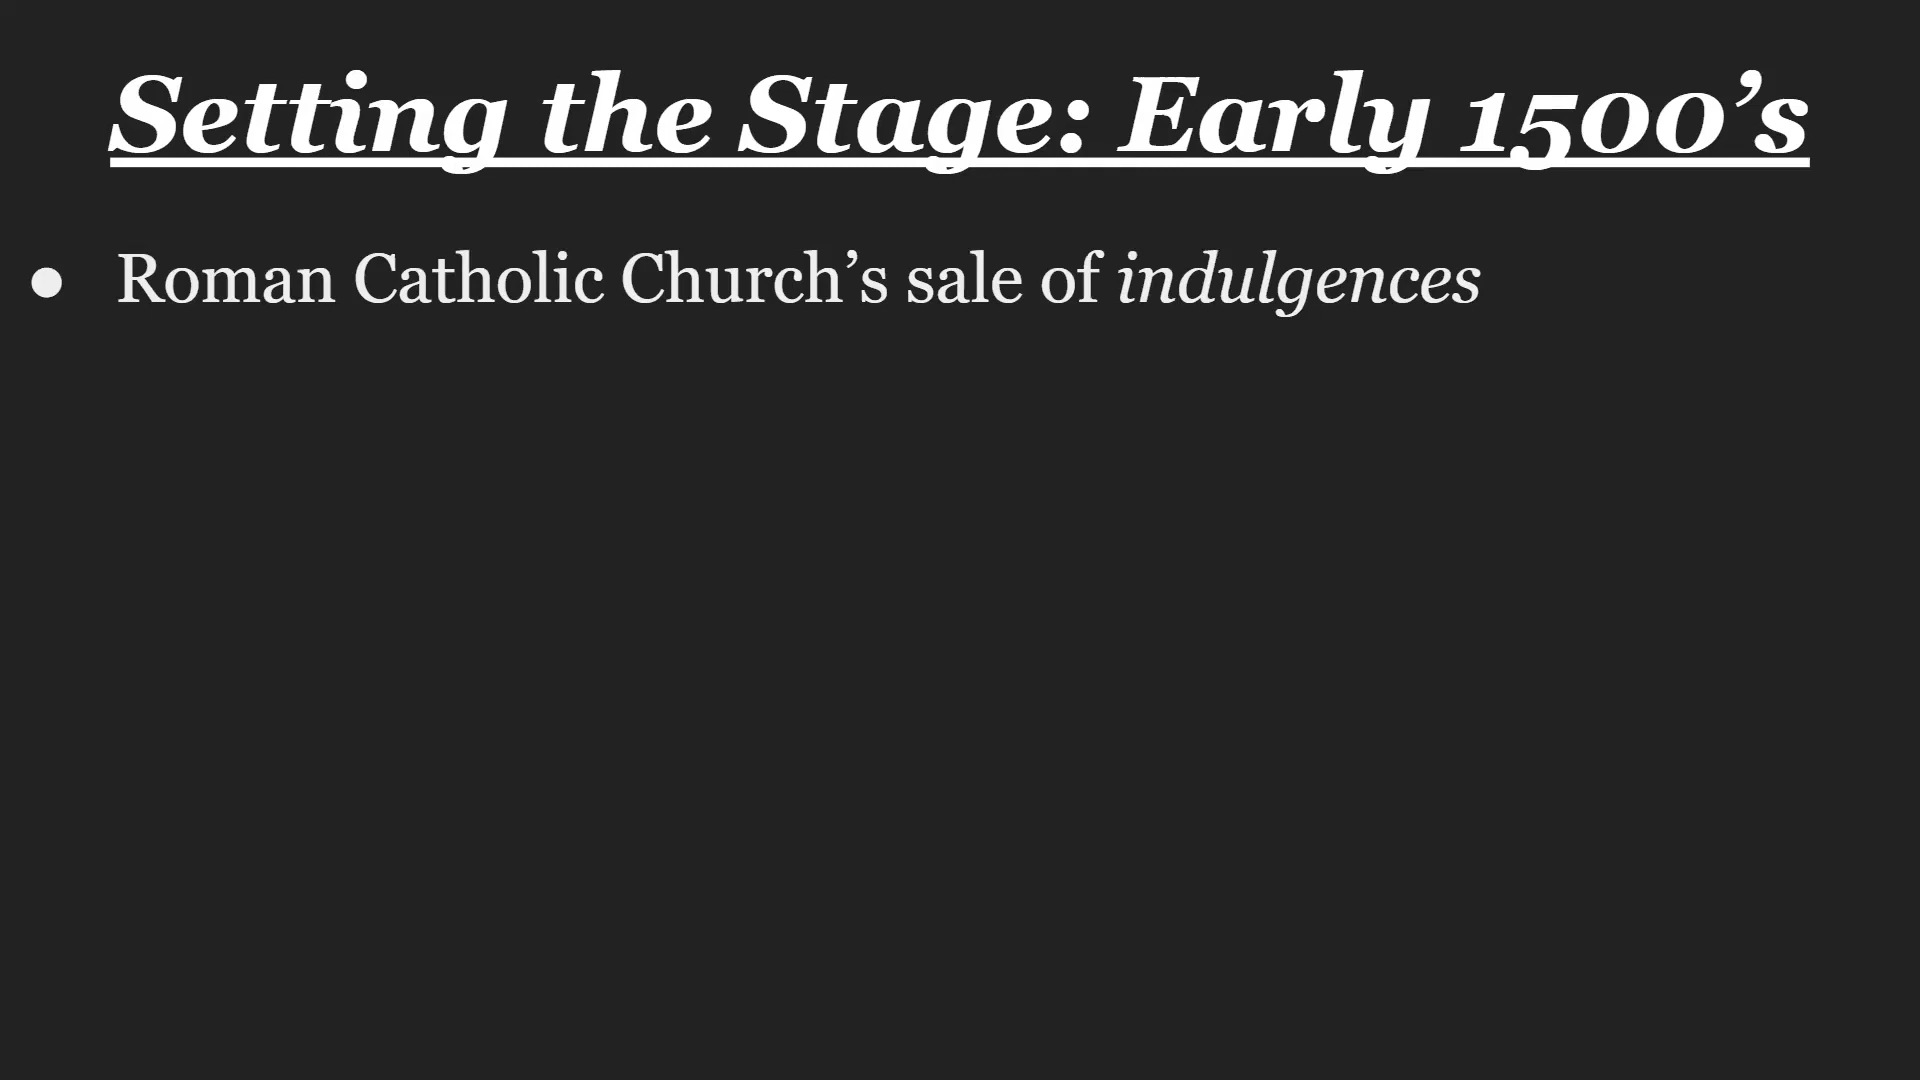 Setting the Stage: Early 1500’s
● Roman Catholic Church’s sale of indulgences